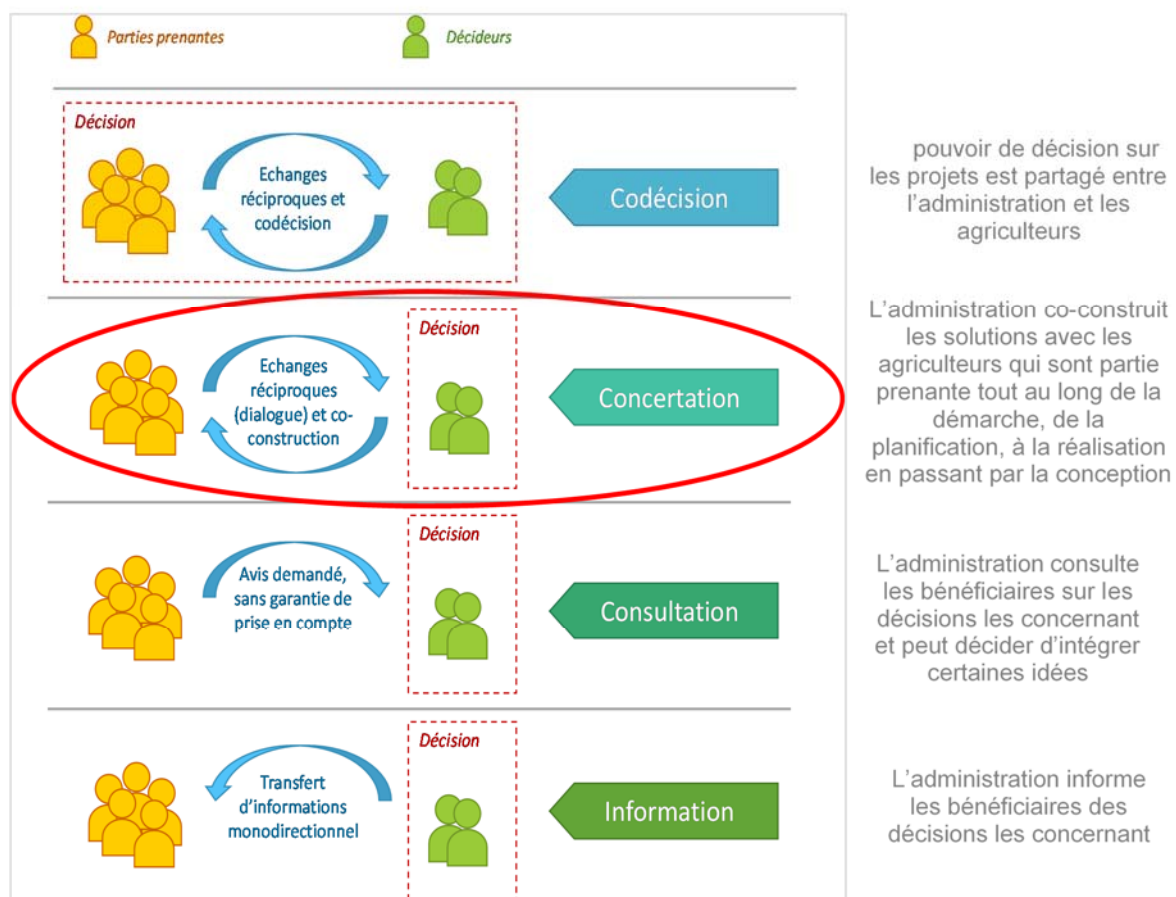 Parties prenantes
Décideurs
Décision
Echanges
réciproques et
codécision
Codécision
pouvoir de décision sur
les projets est partagé entre
l'administration et les
agriculteurs
Décision
Echanges
réciproques
(dialogue) et co-
construction
Concertation
L'administration co-construit
les solutions avec les
agriculteurs qui sont partie
prenante tout au long de la
démarche, de la
planification, à la réalisation
en passant par la conception
Décision
Avis demandé,
sans garantie de
prise en compte
Consultation
L'administration consulte
les bénéficiaires sur les
décisions les concernant
et peut décider d'intégrer
certaines idées
Décision
Transfert
d'informations
monodirectionnel
Information
L'administration informe
les bénéficiaires des
décisions les concernant